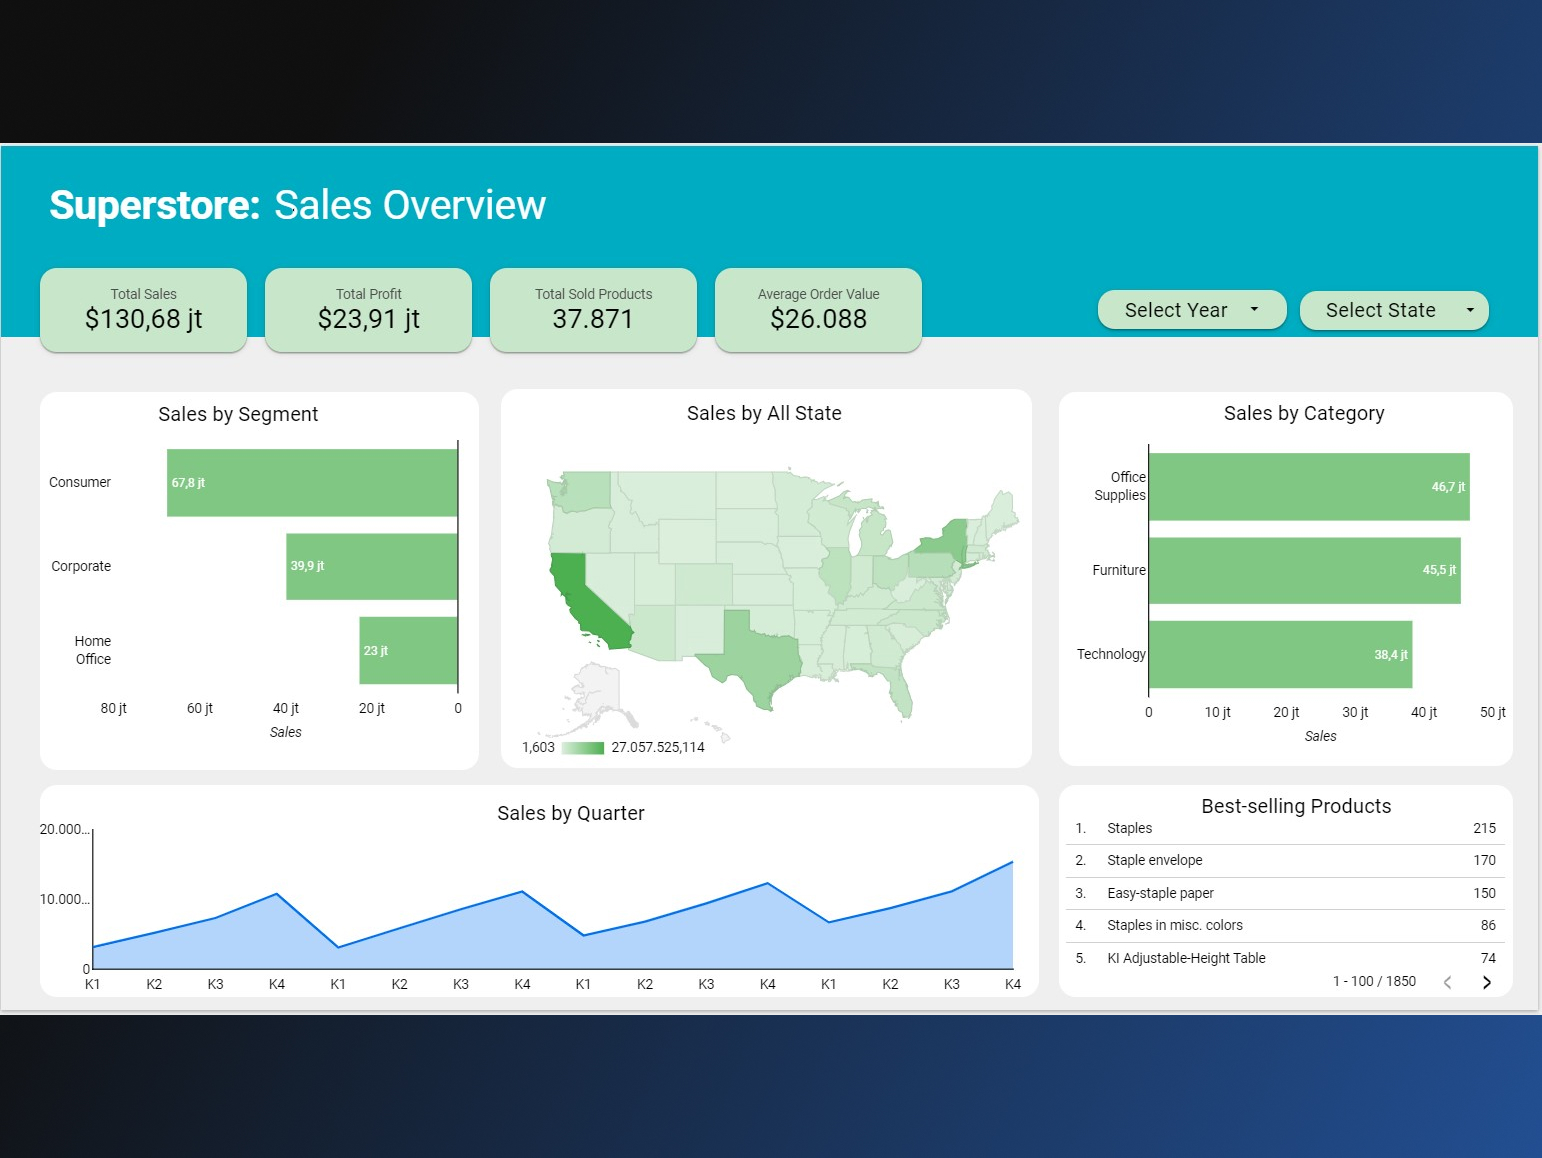 Superstore: Sales Overview
Total Sales
$130,68 jt
Total Profit
$23,91 jt
Total Sold Products
37.871
Average Order Value
$26.088
Select Year
Select State
Sales by Segment
Consumer
67,8 jt
Corporate
39,9 jt
Home
Office
23 jt
80 jt 60 jt 40 jt 20 jt 0
Sales
Sales by All State
1,603 27.057.525,114
Sales by Category
Office
Supplies
46,7 jt
Furniture
45,5 jt
Technology
38,4 jt
0 10 jt 20 jt 30 jt 40 jt 50 jt
Sales
Sales by Quarter
20.000...
10.000...
0
K1 K2 K3 K4 K1 K2 K3 K4 K1 K2 K3 K4 K1 K2 K3 K4
Best-selling Products
1. Staples 215
2. Staple envelope 170
3. Easy-staple paper 150
4. Staples in misc. colors 86
5. KI Adjustable-Height Table 74
1 - 100 / 1850